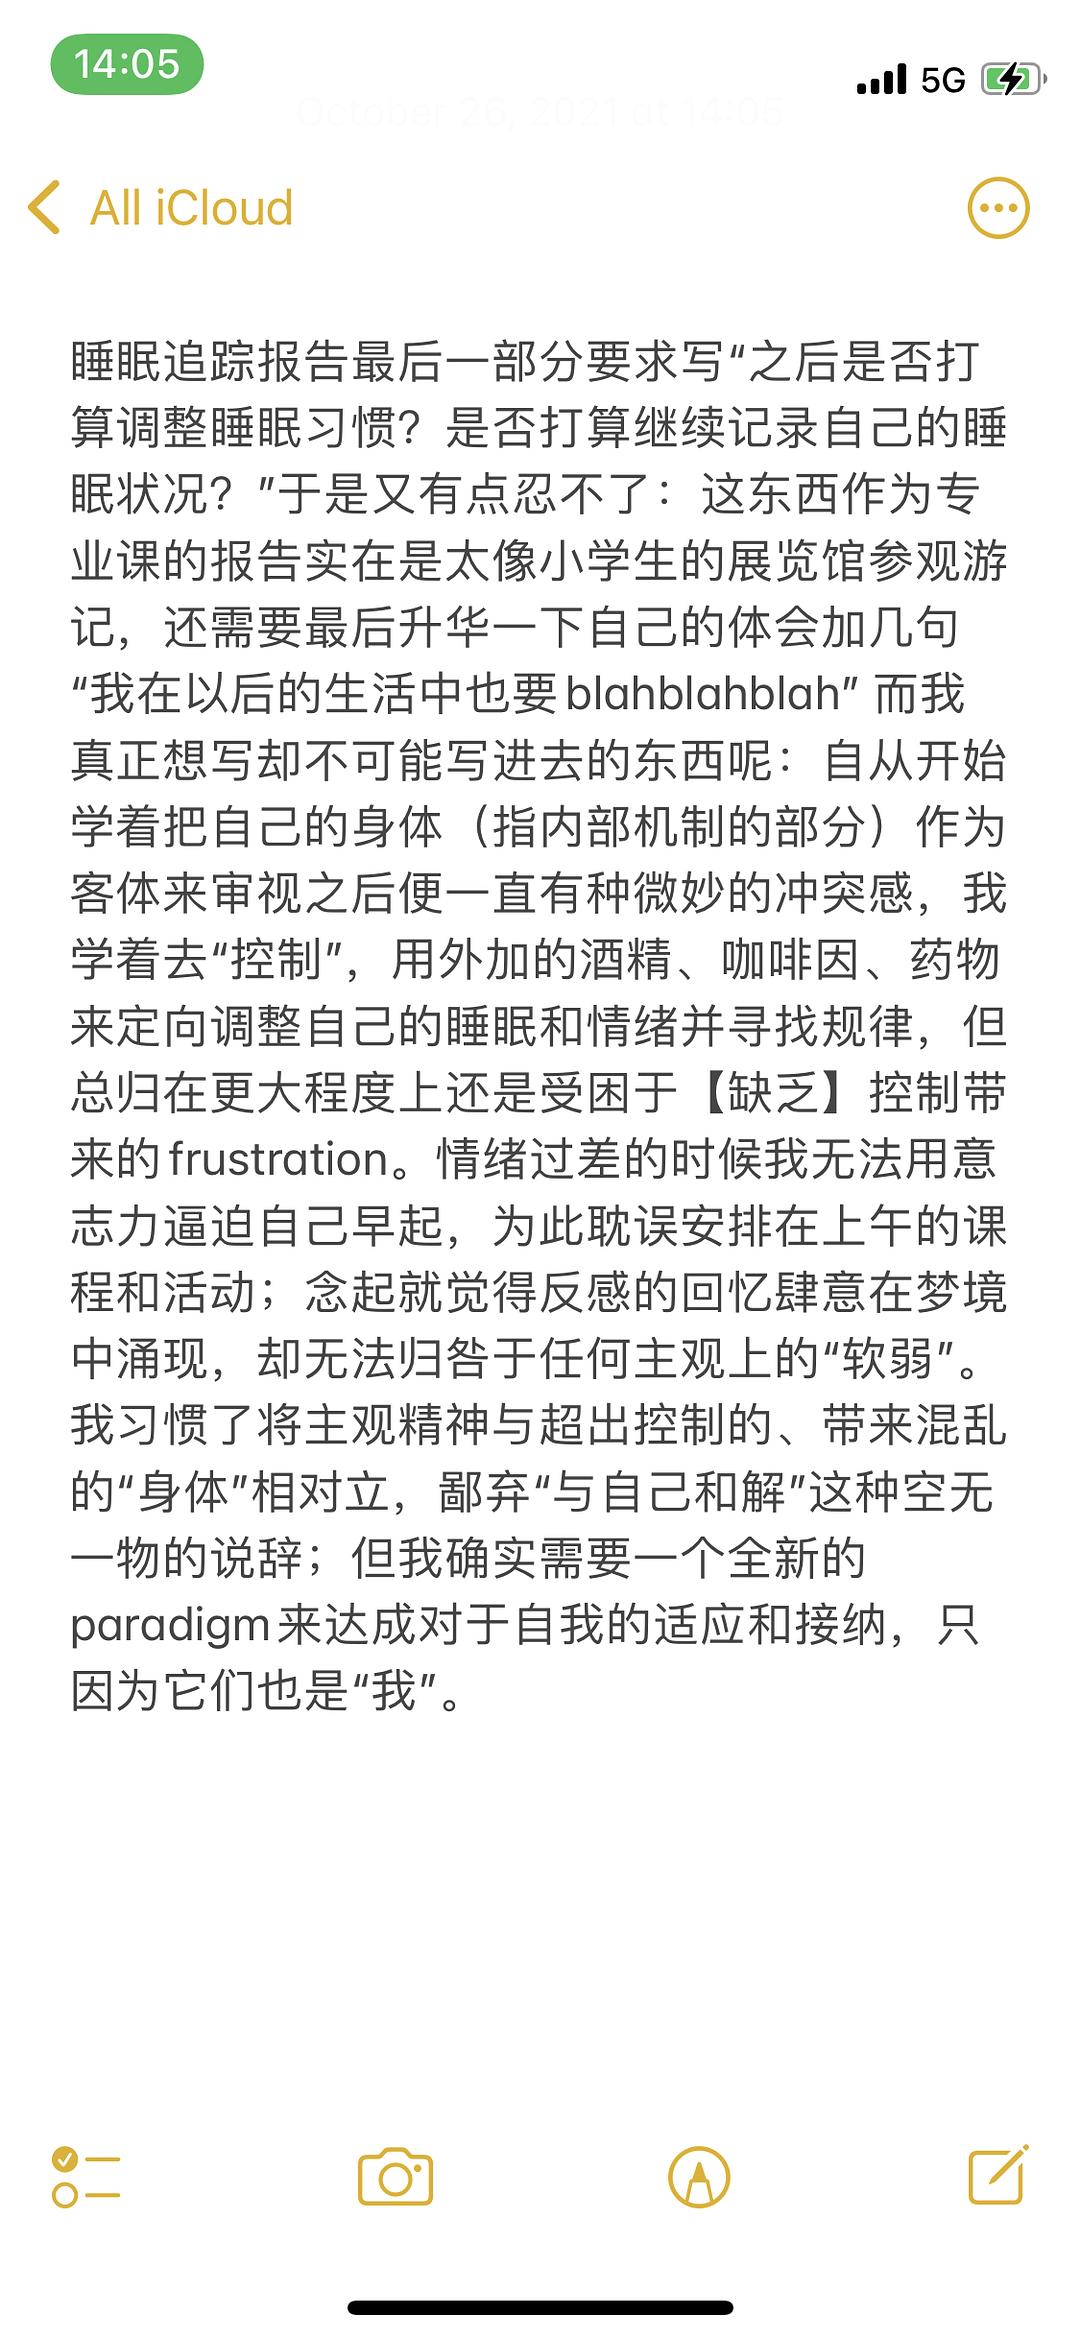 14:05
5G
October 26, 2021 at 14:05
All iCloud
睡眠追踪报告最后一部分要求写“之后是否打
算调整睡眠习惯？是否打算继续记录自己的睡
眠状况？”于是又有点忍不了：这东西作为专
业课的报告实在是太像小学生的展览馆参观游
记，还需要最后升华一下自己的体会加几句
“我在以后的生活中也要blahblahblah” 而我
真正想写却不可能写进去的东西呢：自从开始
学着把自己的身体（指内部机制的部分）作为
客体来审视之后便一直有种微妙的冲突感，我
学着去“控制”，用外加的酒精、咖啡因、药物
来定向调整自己的睡眠和情绪并寻找规律，但
总归在更大程度上还是受困于【缺乏】控制带
来的frustration。情绪过差的时候我无法用意
志力逼迫自己早起，为此耽误安排在上午的课
程和活动；念起就觉得反感的回忆肆意在梦境
中涌现，却无法归咎于任何主观上的“软弱”。
我习惯了将主观精神与超出控制的、带来混乱
的“身体”相对立，鄙弃“与自己和解”这种空无
一物的说辞；但我确实需要一个全新的
paradigm来达成对于自我的适应和接纳，只
因为它们也是“我”。